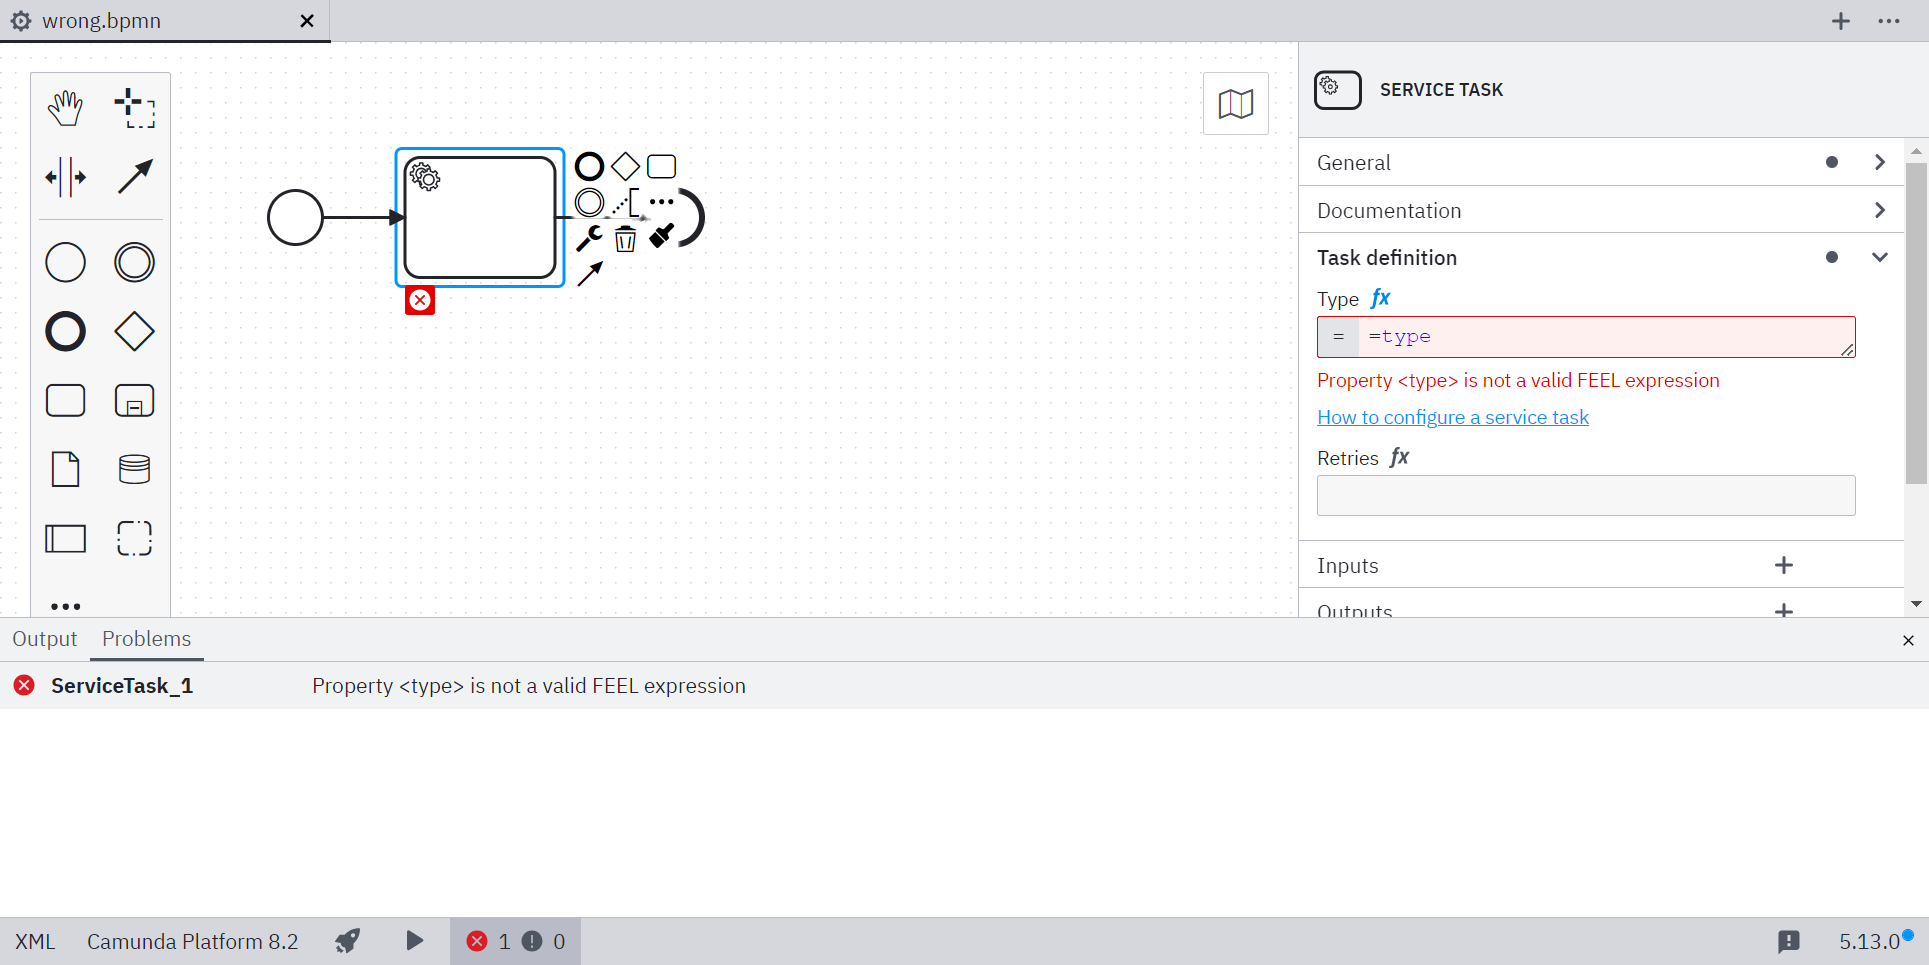 wrong.bpmn
SERVICE TASK
General
Documentation
Task definition
Type fx
= =type
Property <type> is not a valid FEEL expression
How to configure a service task
Retries fx
Inputs
Outputs
Output Problems
ServiceTask_1 Property <type> is not a valid FEEL expression
XML Camunda Platform 8.2 1 0 5.13.0